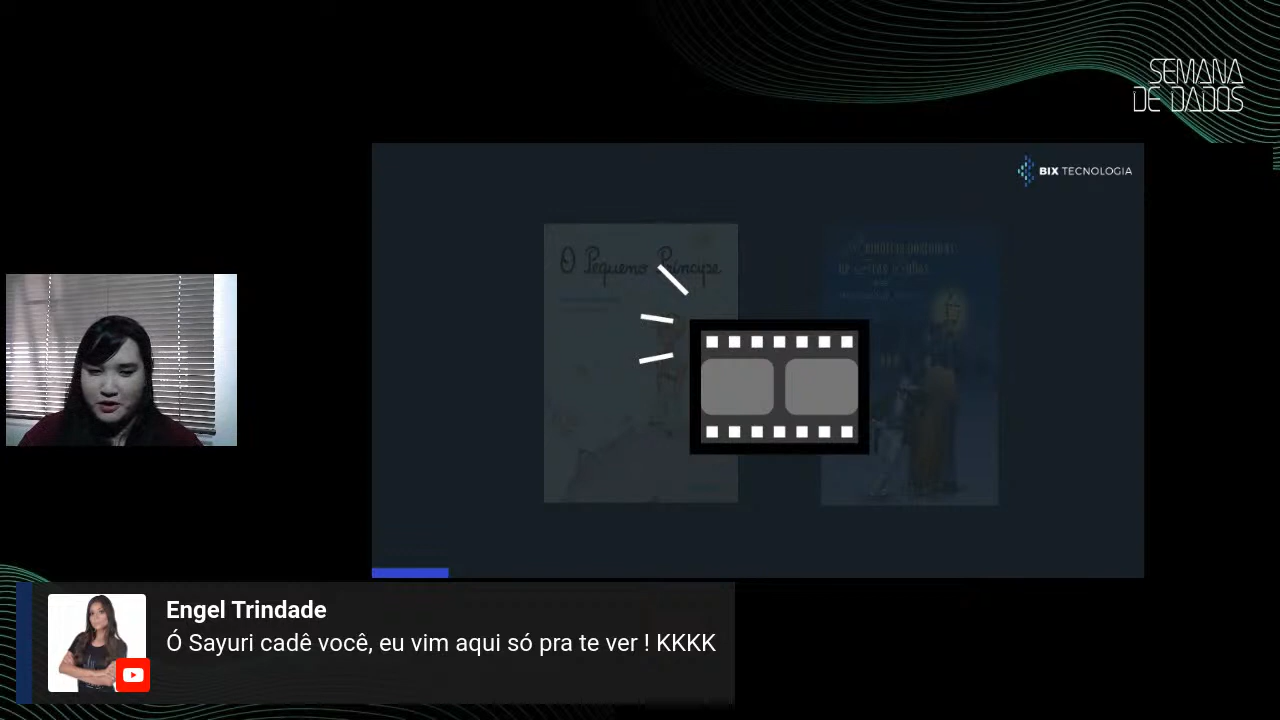 SEMANA
DE DADOS
BIX TECNOLOGIA
O Pequeno Príncipe
Engel Trindade
Ó Sayuri cadê você, eu vim aqui só pra te ver ! KKKK